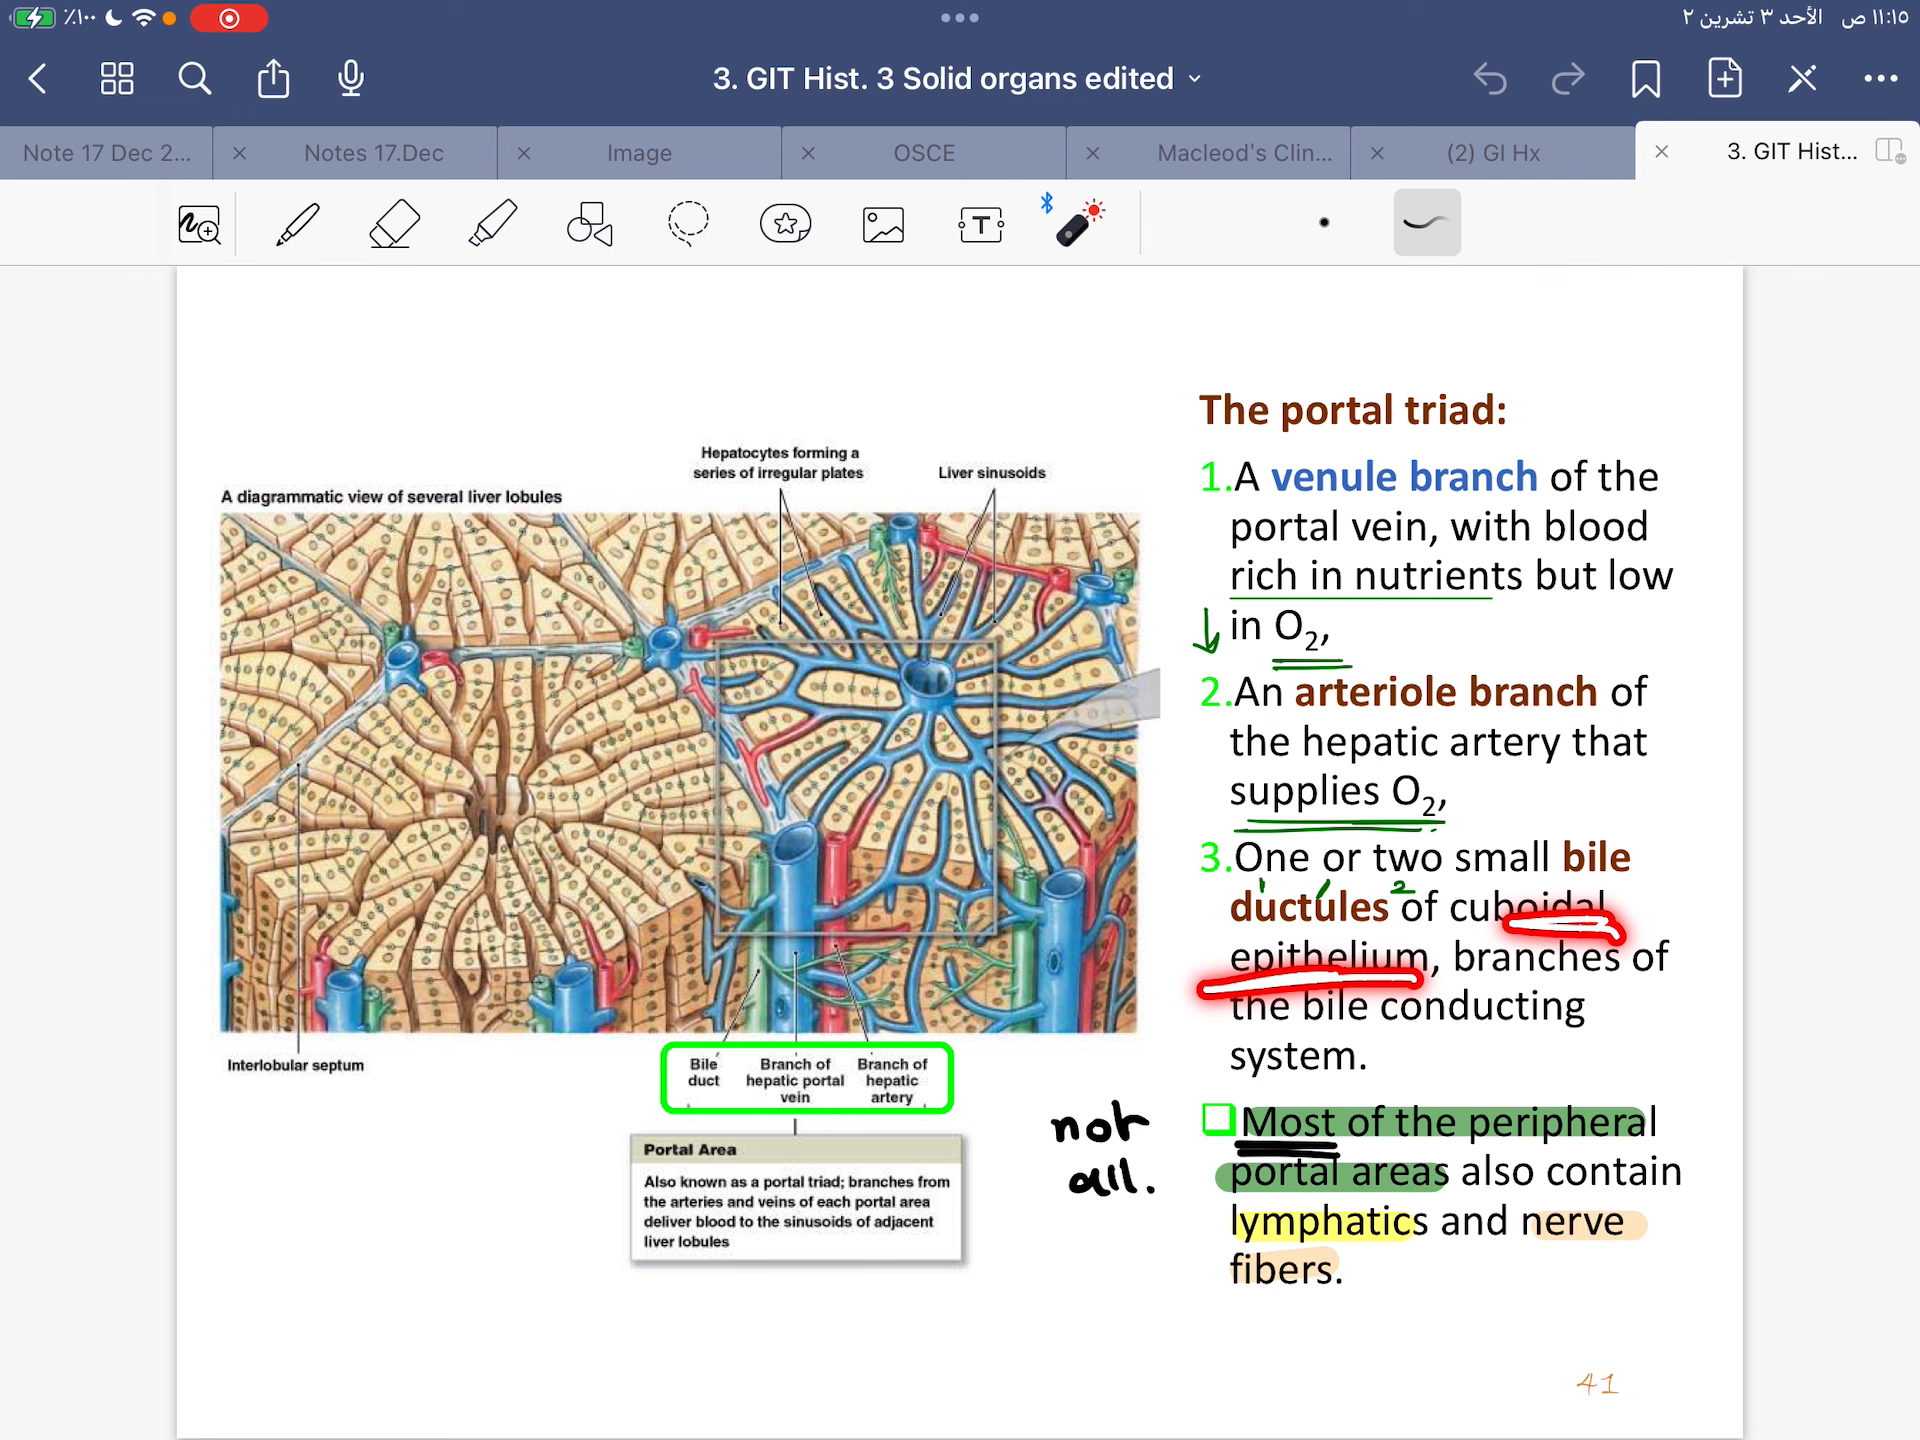 ٪١٠٠
١١:١٥ ص الأحد ٣ تشرين ٢
3. GIT Hist. 3 Solid organs edited
Note 17 Dec 2...
Notes 17.Dec
Image
OSCE
Macleod's Clin...
(2) GI Hx
3. GIT Hist...
T
A diagrammatic view of several liver lobules
Hepatocytes forming a
series of irregular plates
Liver sinusoids
Interlobular septum
Bile
duct
Branch of
hepatic portal
vein
Branch of
hepatic
artery
Portal Area
Also known as a portal triad; branches from
the arteries and veins of each portal area
deliver blood to the sinusoids of adjacent
liver lobules
The portal triad:
1.A venule branch of the
portal vein, with blood
rich in nutrients but low
in O2,
2.An arteriole branch of
the hepatic artery that
supplies O2,
3.One or two small bile
ductules of cuboidal
epithelium, branches of
the bile conducting
system.
not
all.
Most of the peripheral
portal areas also contain
lymphatics and nerve
fibers.
41